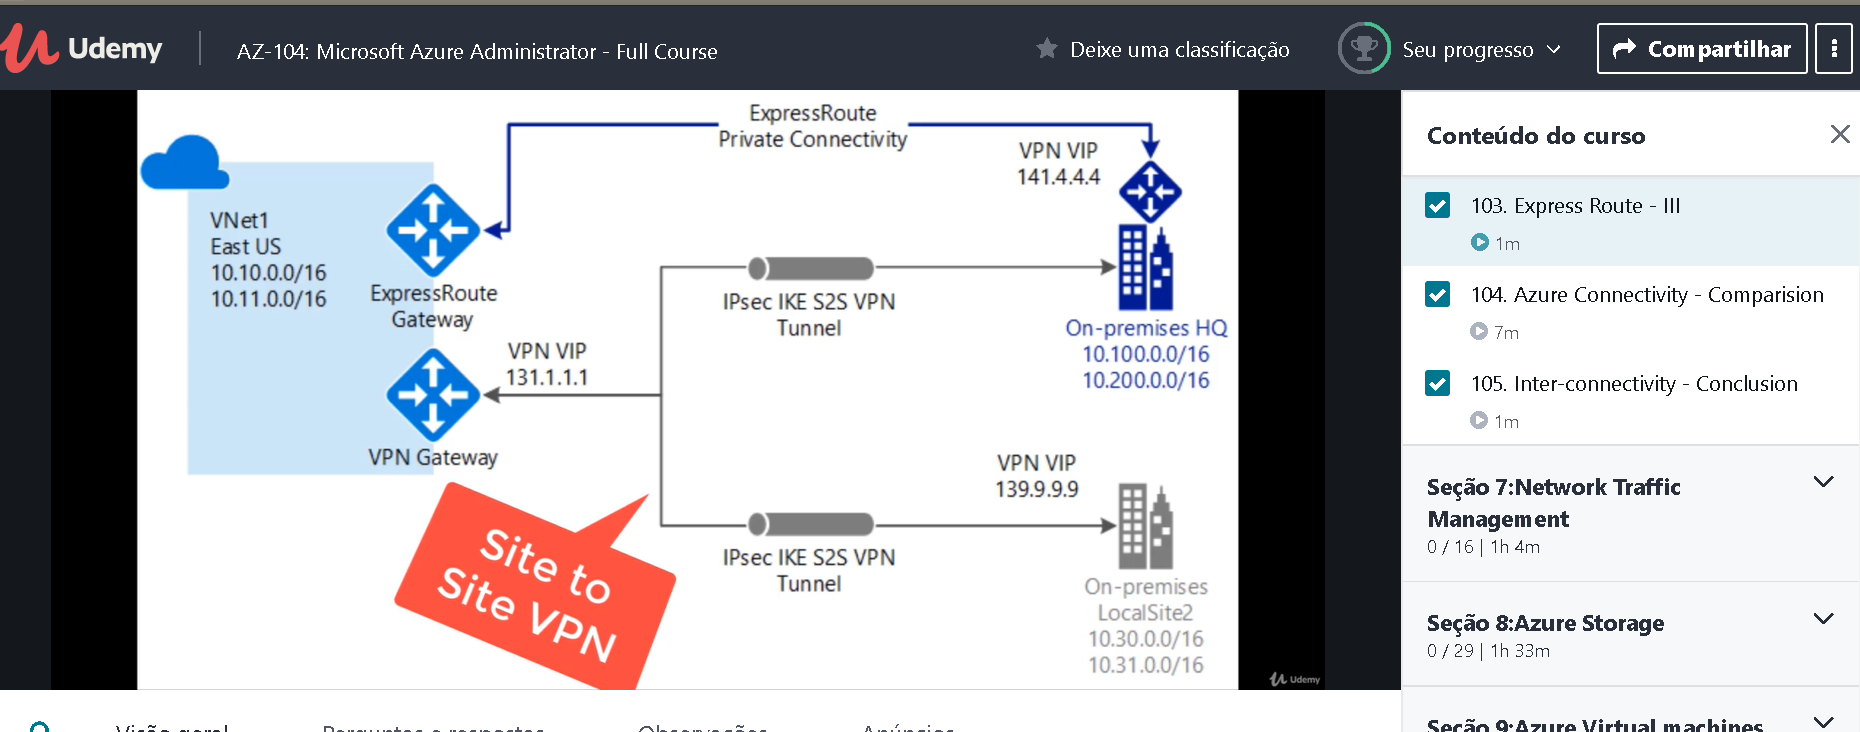 Udemy
AZ-104: Microsoft Azure Administrator - Full Course
Deixe uma classificação
Seu progresso
Compartilhar
ExpressRoute
Private Connectivity
VPN VIP
141.4.4.4
VNet1
East US
10.10.0.0/16
10.11.0.0/16
ExpressRoute
Gateway
IPsec IKE S2S VPN
Tunnel
On-premises HQ
10.100.0.0/16
10.200.0.0/16
VPN VIP
131.1.1.1
VPN Gateway
VPN VIP
139.9.9.9
Site to
Site VPN
IPsec IKE S2S VPN
Tunnel
On-premises
LocalSite2
10.30.0.0/16
10.31.0.0/16
Udemy
Conteúdo do curso
103. Express Route - III
1m
104. Azure Connectivity - Comparision
7m
105. Inter-connectivity - Conclusion
1m
Seção 7:Network Traffic
Management
0 / 16 | 1h 4m
Seção 8:Azure Storage
0 / 29 | 1h 33m
Seção 9:Azure Virtual machines
Visão geral
Perguntas e respostas
Observações
Anúncios